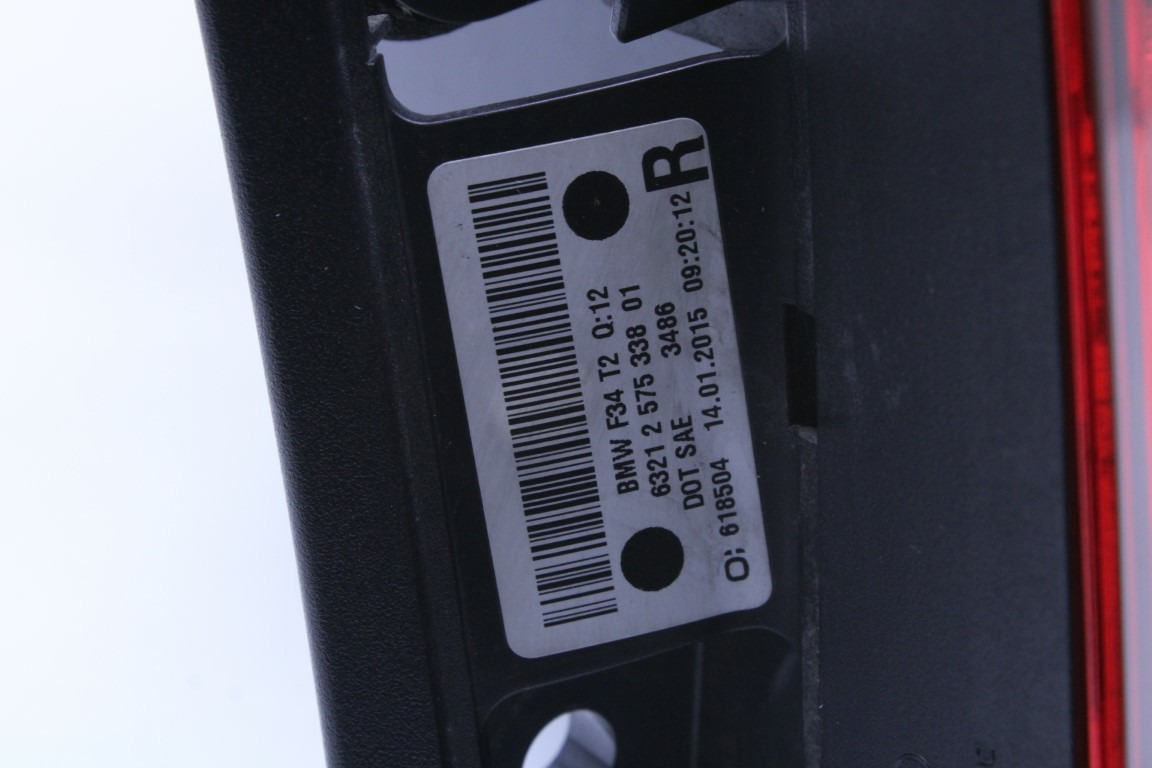 R
BMW F34 T2 Q:12
6321 2 575 338 01
DOT SAE 3486
O; 618504 14.01.2015 09:20:12